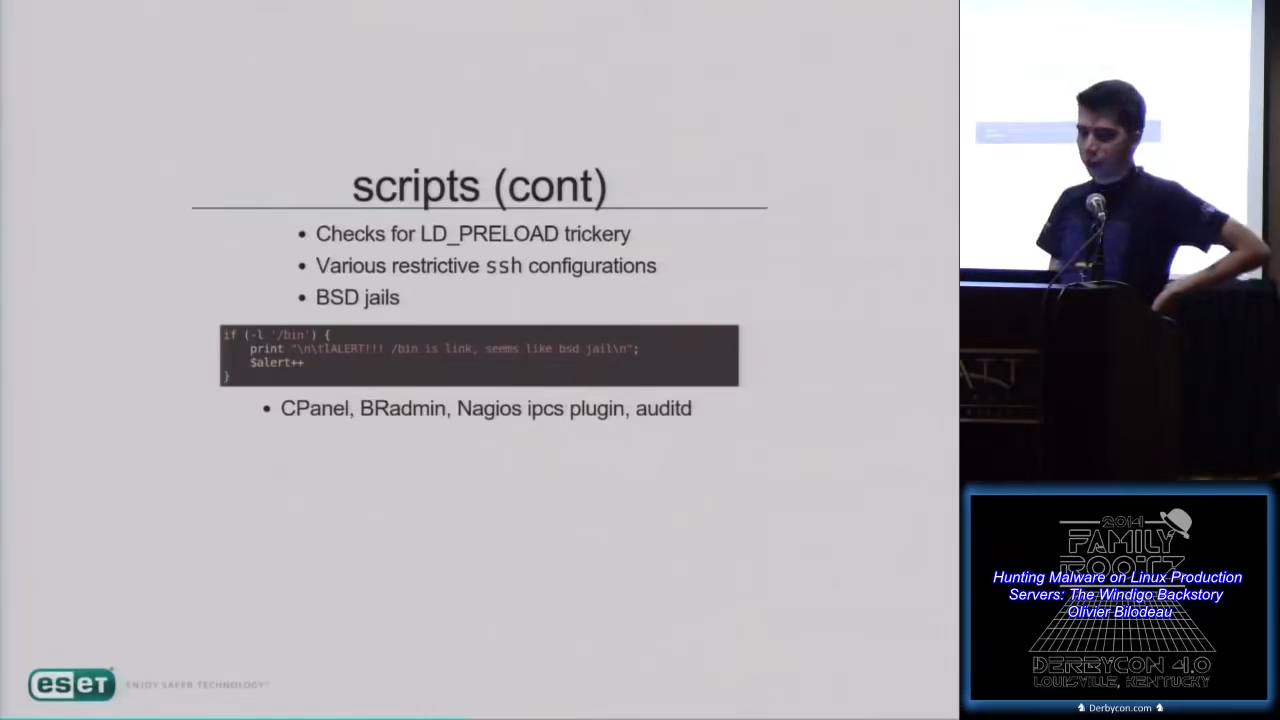 scripts (cont)
• Checks for LD_PRELOAD trickery
• Various restrictive ssh configurations
• BSD jails
if (-l '/bin') {
print "\n\t!ALERT!!! /bin is link, seems like bsd jail\n";
$alert++
}
• CPanel, BRadmin, Nagios ipcs plugin, auditd
eseT
ENJOY SAFER TECHNOLOGY™
2014
FAMILY
ROOTZ
Hunting Malware on Linux Production
Servers: The Windigo Backstory
Olivier Bilodeau
DERBYCON 4.0
LOUISVILLE, KENTUCKY
Derbycon.com